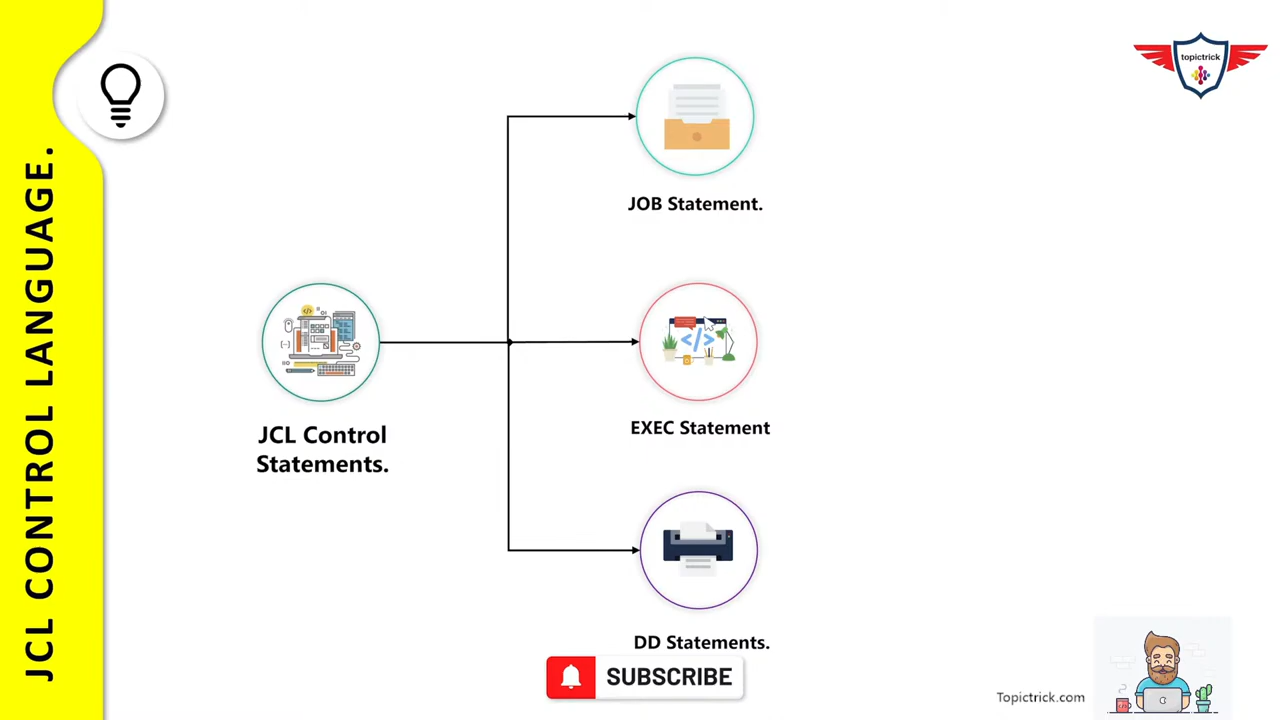 JCL CONTROL LANGUAGE.
topictrick
JOB Statement.
JCL Control
Statements.
EXEC Statement
DD Statements.
SUBSCRIBE
Topictrick.com